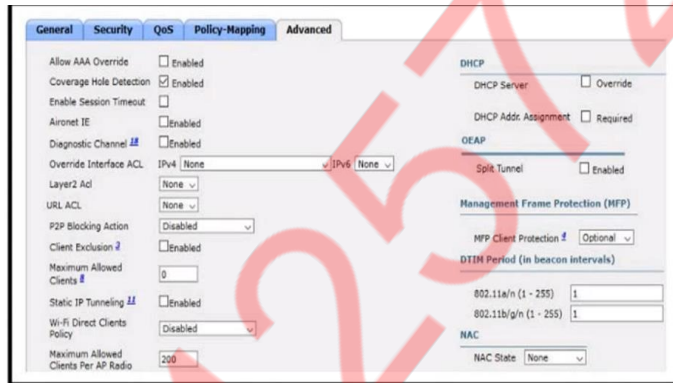 General Security QoS Policy-Mapping Advanced
Allow AAA Override Enabled
Coverage Hole Detection Enabled
Enable Session Timeout
Aironet IE Enabled
Diagnostic Channel 18 Enabled
Override Interface ACL IPv4 None IPv6 None
Layer2 Acl None
URL ACL None
P2P Blocking Action Disabled
Client Exclusion 3 Enabled
Maximum Allowed
Clients 8 0
Static IP Tunneling 11 Enabled
Wi-Fi Direct Clients
Policy Disabled
Maximum Allowed
Clients Per AP Radio 200
DHCP
DHCP Server Override
DHCP Addr. Assignment Required
OEAP
Split Tunnel Enabled
Management Frame Protection (MFP)
MFP Client Protection 4 Optional
DTIM Period (in beacon intervals)
802.11a/n (1 - 255) 1
802.11b/g/n (1 - 255) 1
NAC
NAC State None